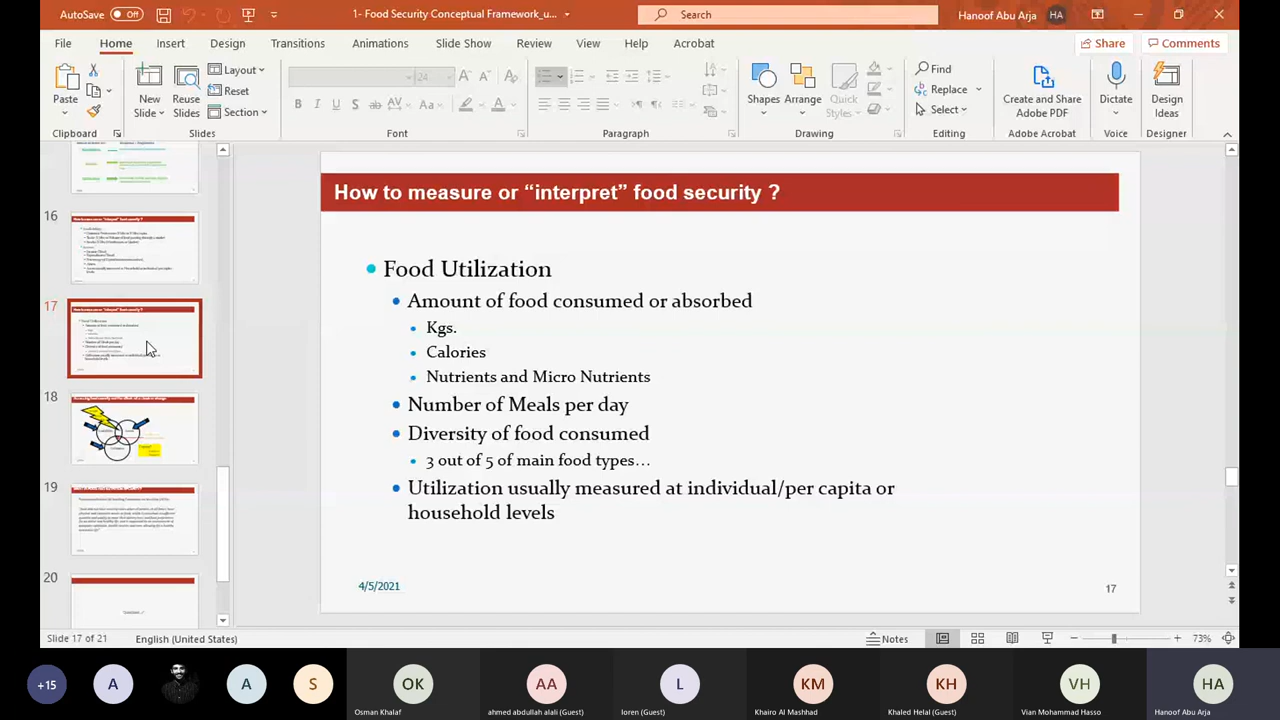 AutoSave Off 1- Food Security Conceptual Framework_u... Search Hanoof Abu Arja HA
File Home Insert Design Transitions Animations Slide Show Review View Help Acrobat Share Comments
Paste New Slide Reuse Slides Layout Reset Section 24 Shapes Arrange Quick Styles Find Replace Select Create and Share Adobe PDF Dictate Design Ideas
Clipboard Slides Font Paragraph Drawing Editing Adobe Acrobat Voice Designer
16
17
18
19
20
How to measure or “interpret” food security ?
Food Utilization
Amount of food consumed or absorbed
Kgs.
Calories
Nutrients and Micro Nutrients
Number of Meals per day
Diversity of food consumed
3 out of 5 of main food types…
Utilization usually measured at individual/per capita or
household levels
4/5/2021 17
Slide 17 of 21 English (United States) Notes 73%
+15 A A S OK AA L KM KH VH HA
Osman Khalaf ahmed abdullah alali (Guest) loren (Guest) Khairo Al Mashhad Khaled Helal (Guest) Vian Mohammad Hasso Hanoof Abu Arja